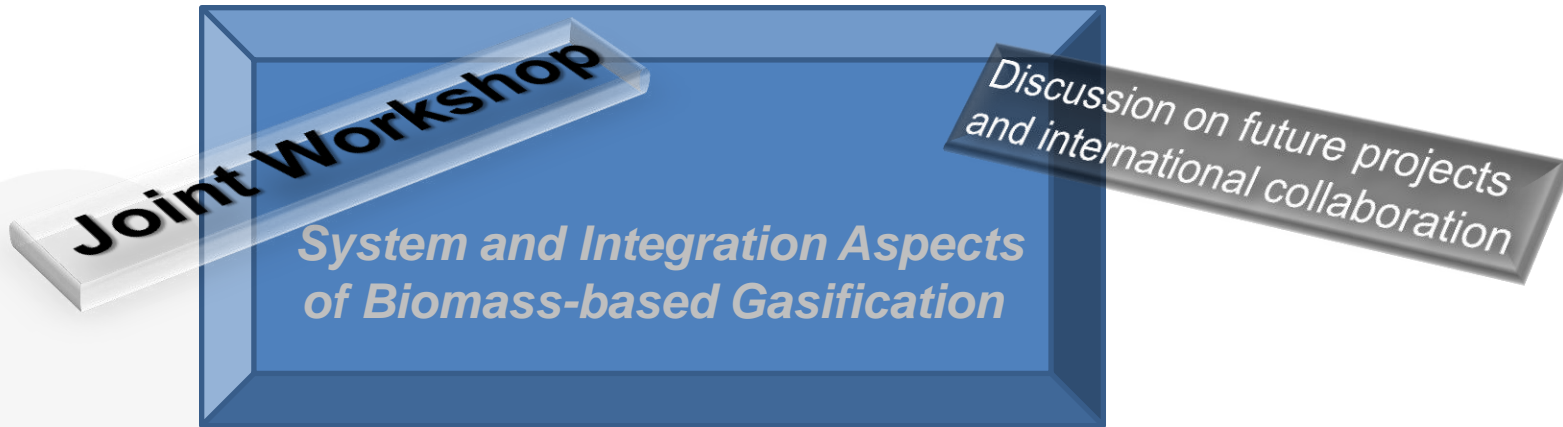 Joint Workshop
System and Integration Aspects
of Biomass-based Gasification
Discussion on future projects
and international collaboration